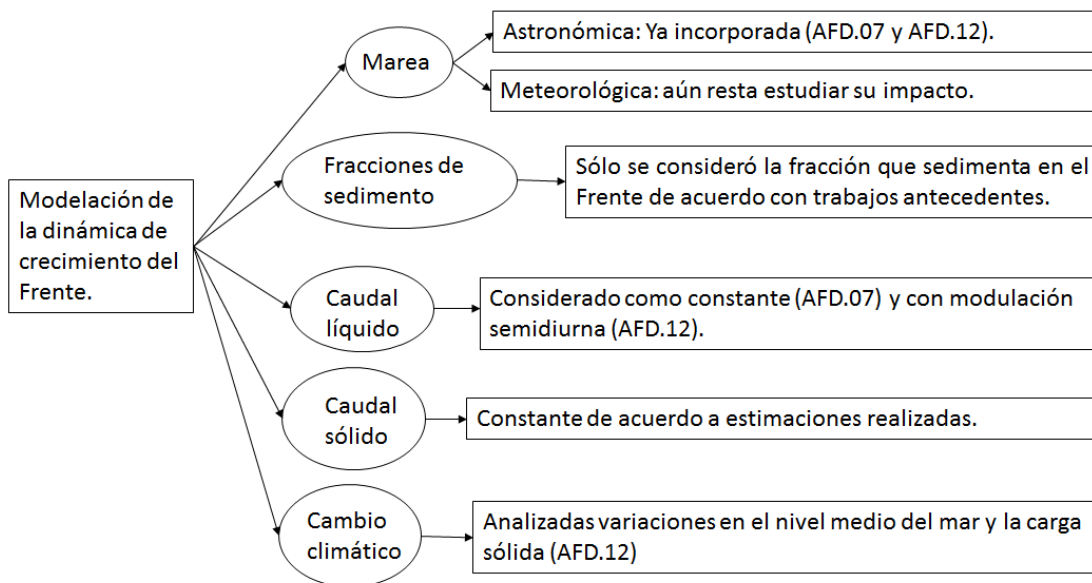 Astronómica: Ya incorporada (AFD.07 y AFD.12).
Marea
Meteorológica: aún resta estudiar su impacto.
Fracciones de
sedimento
Sólo se consideró la fracción que sedimenta en el
Frente de acuerdo con trabajos antecedentes.
Modelación de
la dinámica de
crecimiento del
Frente.
Caudal
líquido
Considerado como constante (AFD.07) y con modulación
semidiurna (AFD.12).
Caudal
sólido
Constante de acuerdo a estimaciones realizadas.
Cambio
climático
Analizadas variaciones en el nivel medio del mar y la carga
sólida (AFD.12)